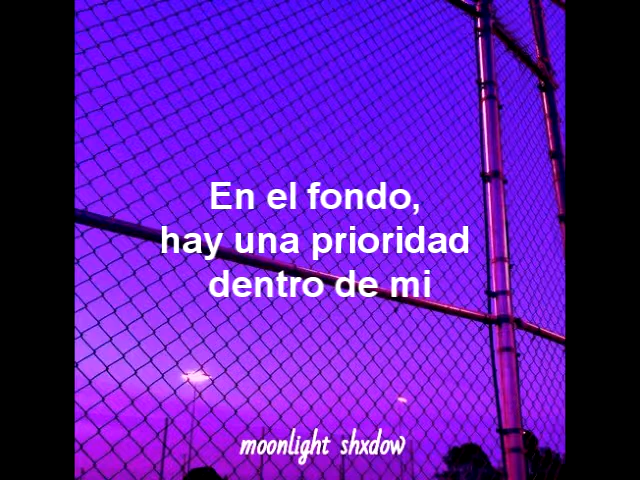 En el fondo,
hay una prioridad
dentro de mi
moonlight shxdow